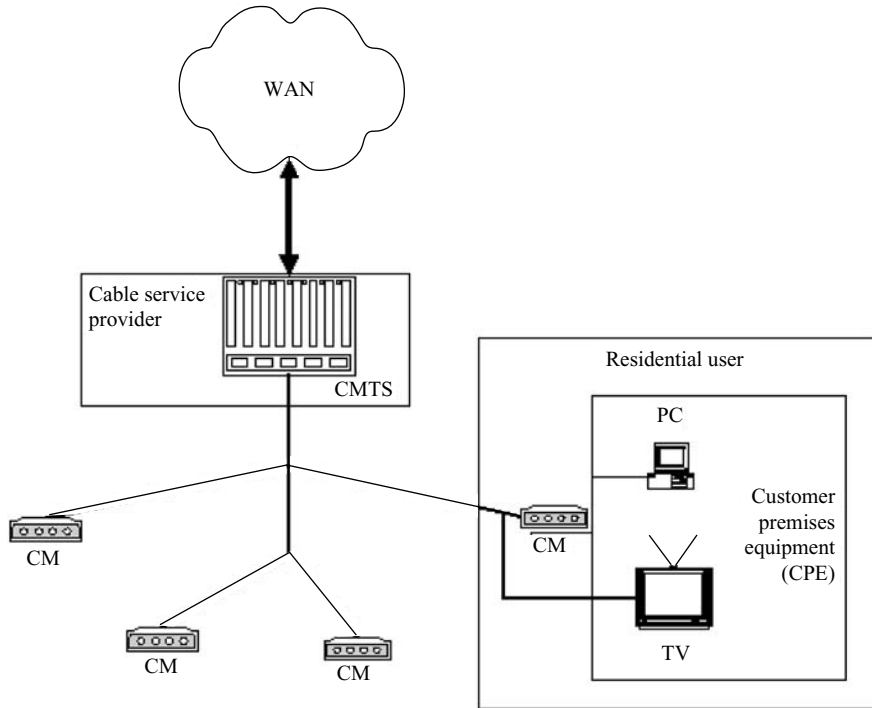 WAN
Cable service
provider
CMTS
Residential user
PC
Customer
premises
equipment
(CPE)
CM
TV
CM
CM
CM